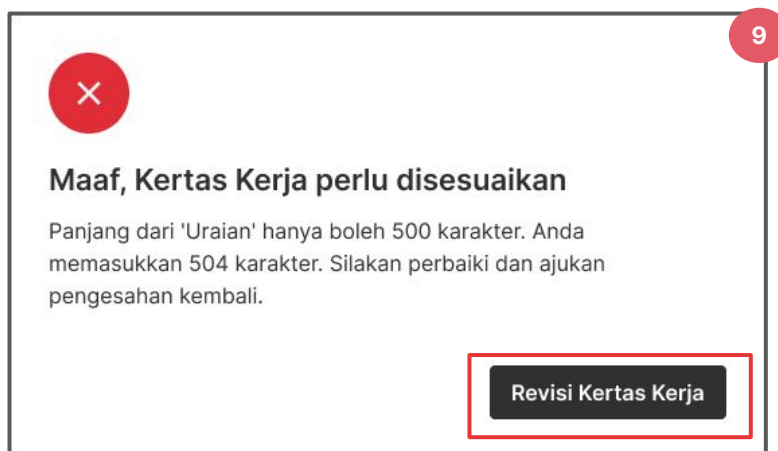 9
Maaf, Kertas Kerja perlu disesuaikan
Panjang dari 'Uraian' hanya boleh 500 karakter. Anda
memasukkan 504 karakter. Silakan perbaiki dan ajukan
pengesahan kembali.
Revisi Kertas Kerja